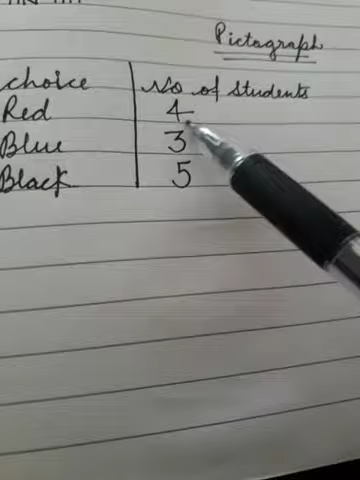 Pictograph
choice No of students
Red 4
Blue 3
Black 5